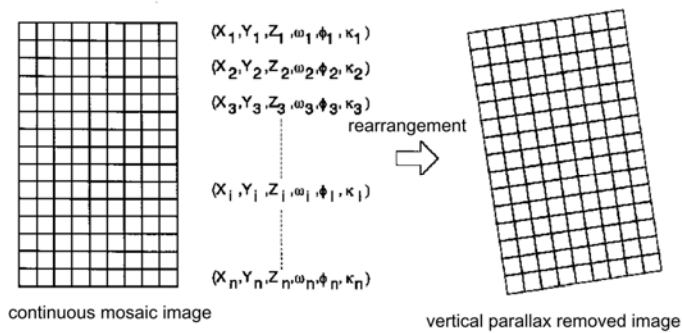 (X1,Y1,Z1,ω1,ϕ1,κ1)
(X2,Y2,Z2,ω2,ϕ2,κ2)
(X3,Y3,Z3,ω3,ϕ3,κ3)
rearrangement
(Xi,Yi,Zi,ωi,ϕi,κi)
(Xn,Yn,Zn,ωn,ϕn,κn)
continuous mosaic image
vertical parallax removed image